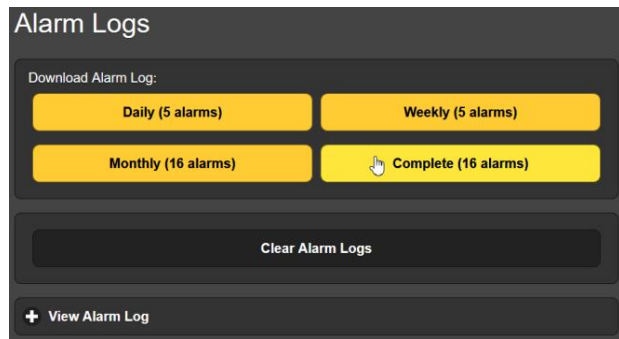 Alarm Logs
Download Alarm Log:
Daily (5 alarms)
Weekly (5 alarms)
Monthly (16 alarms)
Complete (16 alarms)
Clear Alarm Logs
View Alarm Log